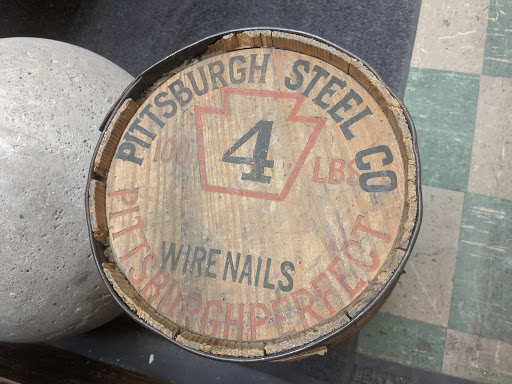 PITTSBURGH STEEL CO
4
100 LBS
WIRE NAILS
PITTSBURGH PERFECT